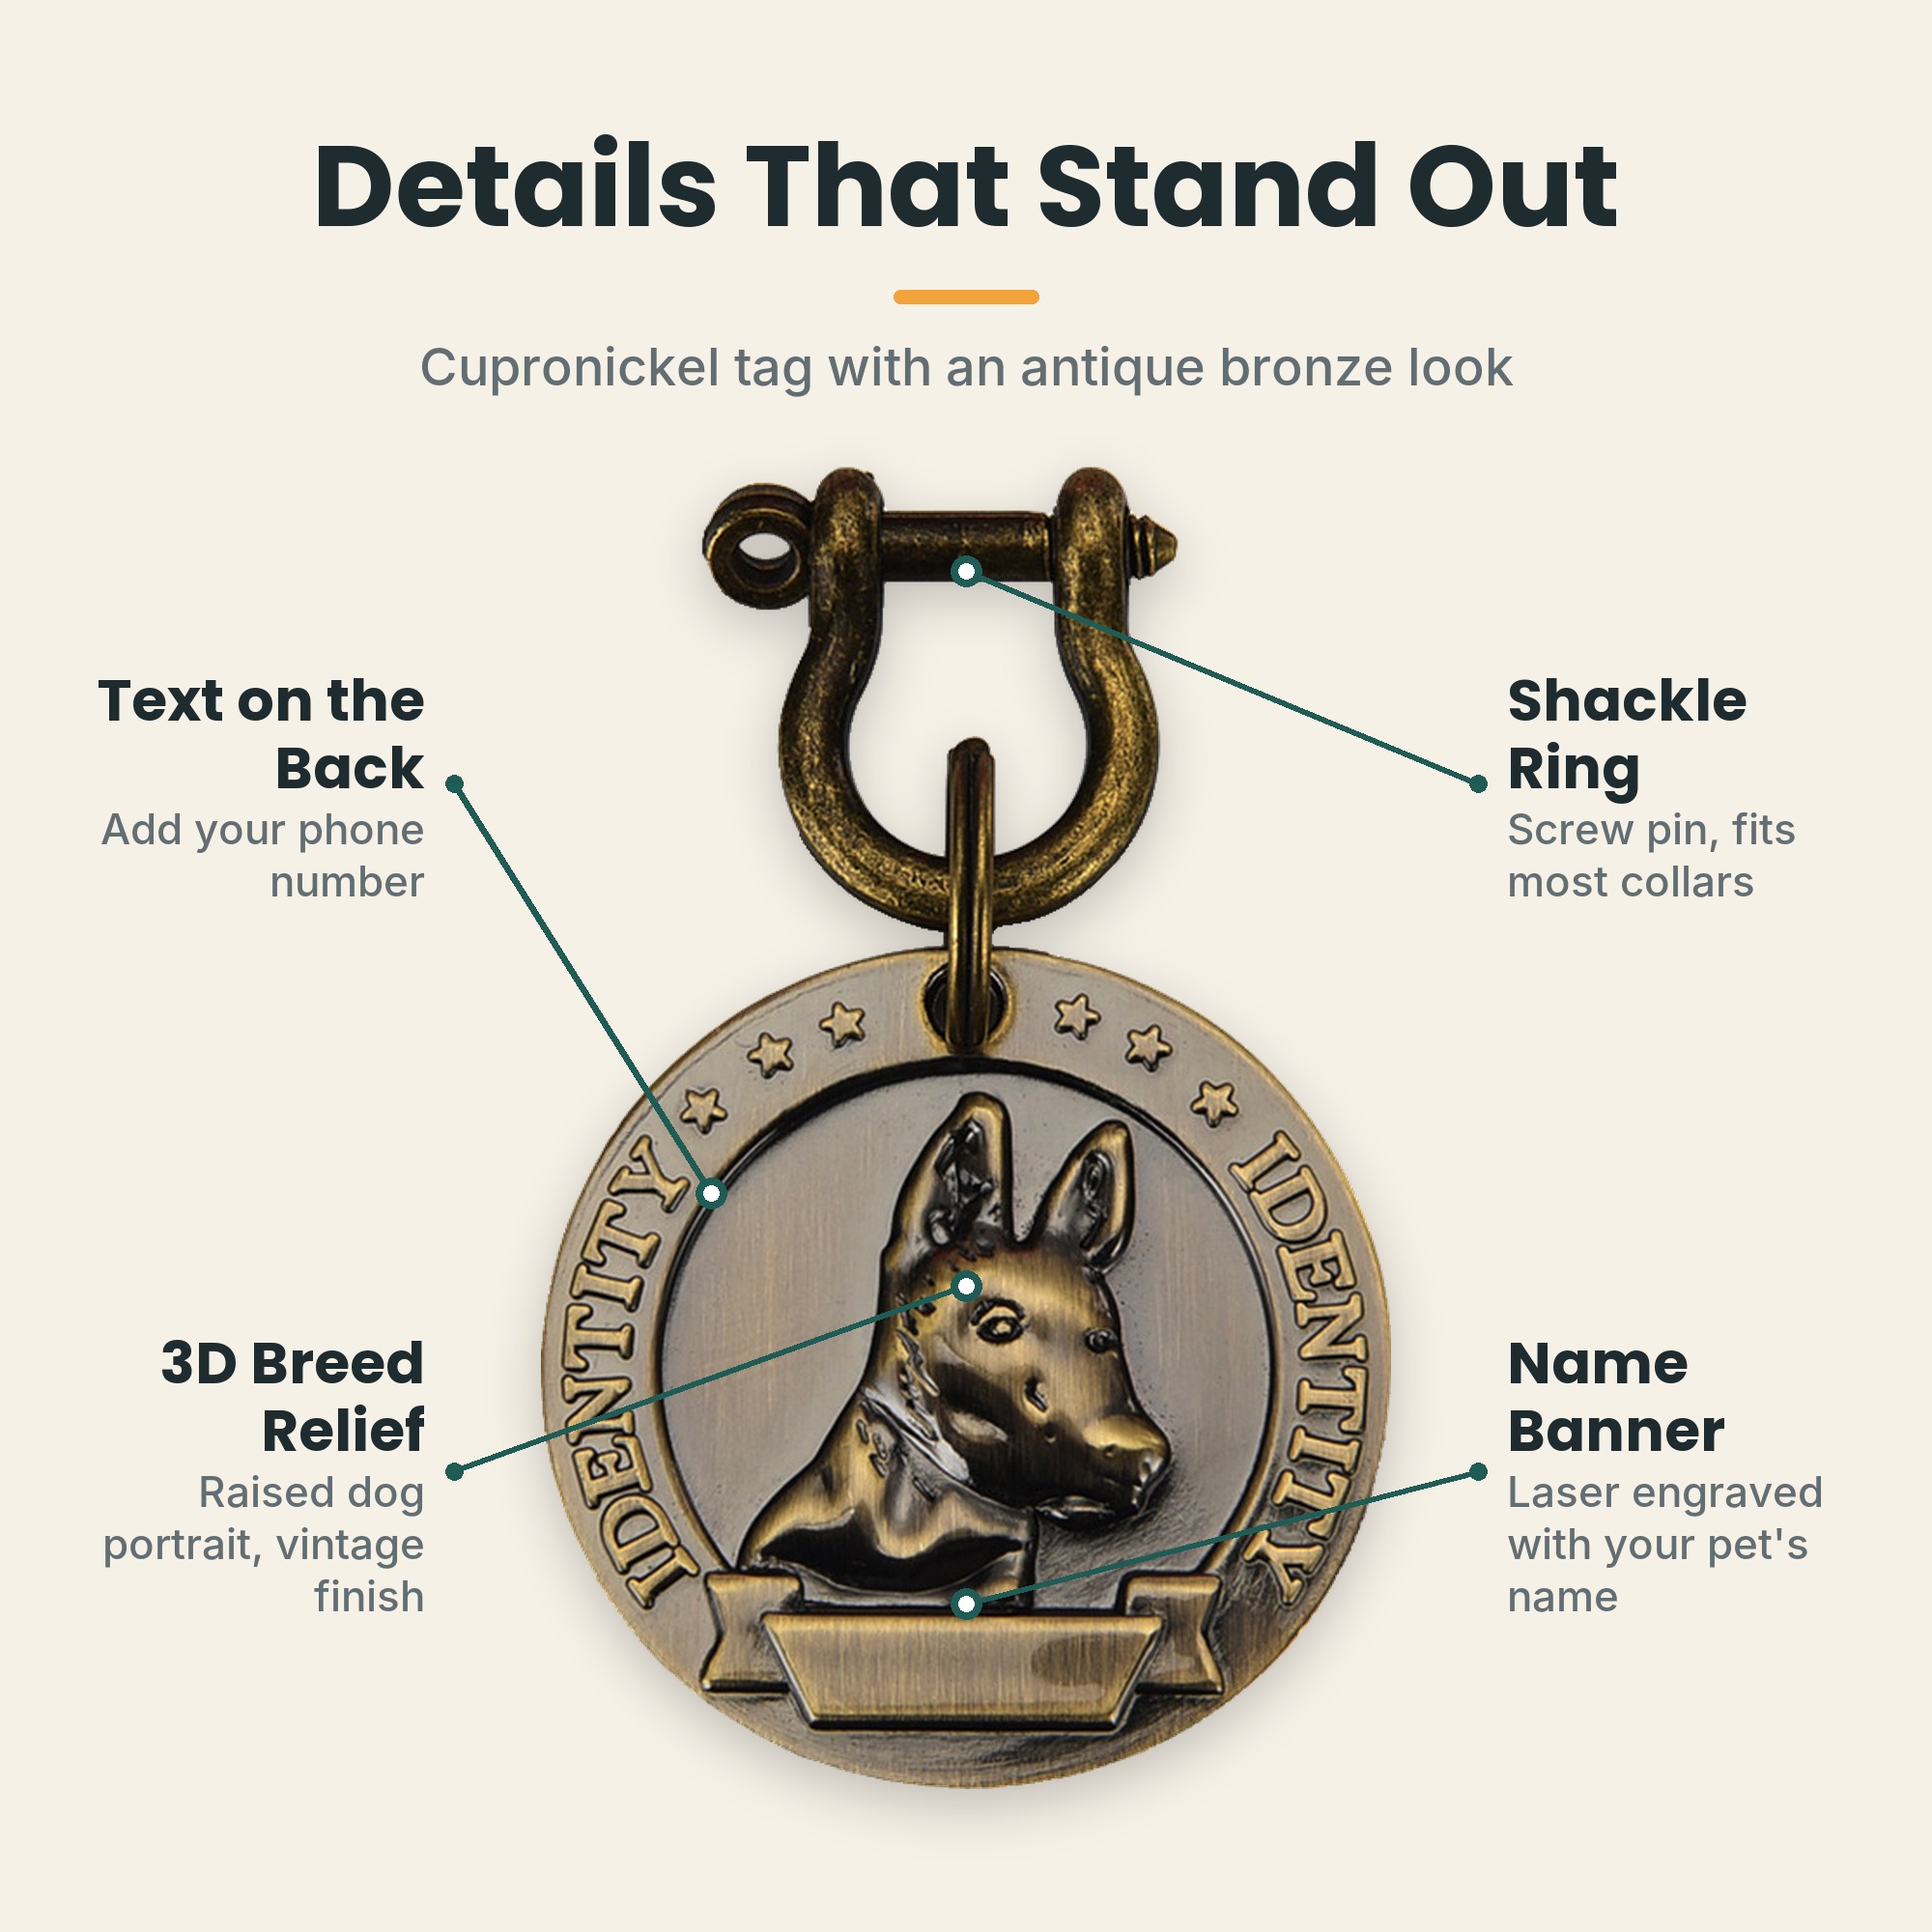 Details That Stand Out
Cupronickel tag with an antique bronze look
Text on the
Back
Add your phone
number
Shackle
Ring
Screw pin, fits
most collars
IDENTITY
IDENTITY
3D Breed
Relief
Raised dog
portrait, vintage
finish
Name
Banner
Laser engraved
with your pet's
name